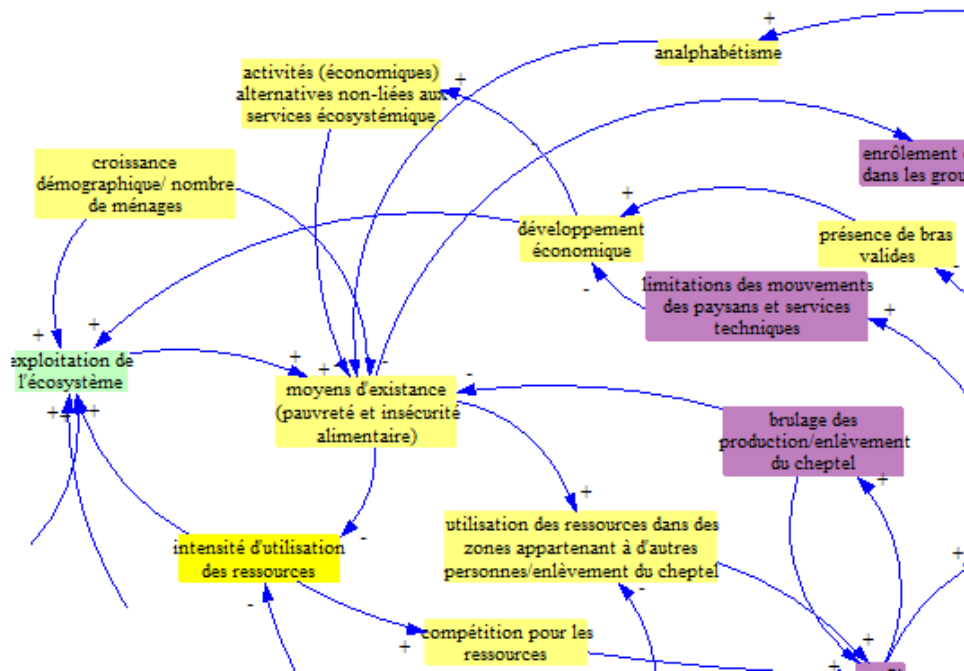 analphabétisme
activités (économiques)
alternatives non-liées aux
services écosystémique
croissance
démographique/ nombre
de ménages
enrôlement
dans les
développement
économique
présence de bras
valides
limitations des mouvements
des paysans et services
techniques
exploitation de
l'écosystème
moyens d'existance
(pauvreté et insécurité
alimentaire)
brulage des
production/enlèvement
du cheptel
utilisation des ressources dans des
zones appartenant à d'autres
personnes/enlèvement du cheptel
intensité d'utilisation
des ressources
compétition pour les
ressources